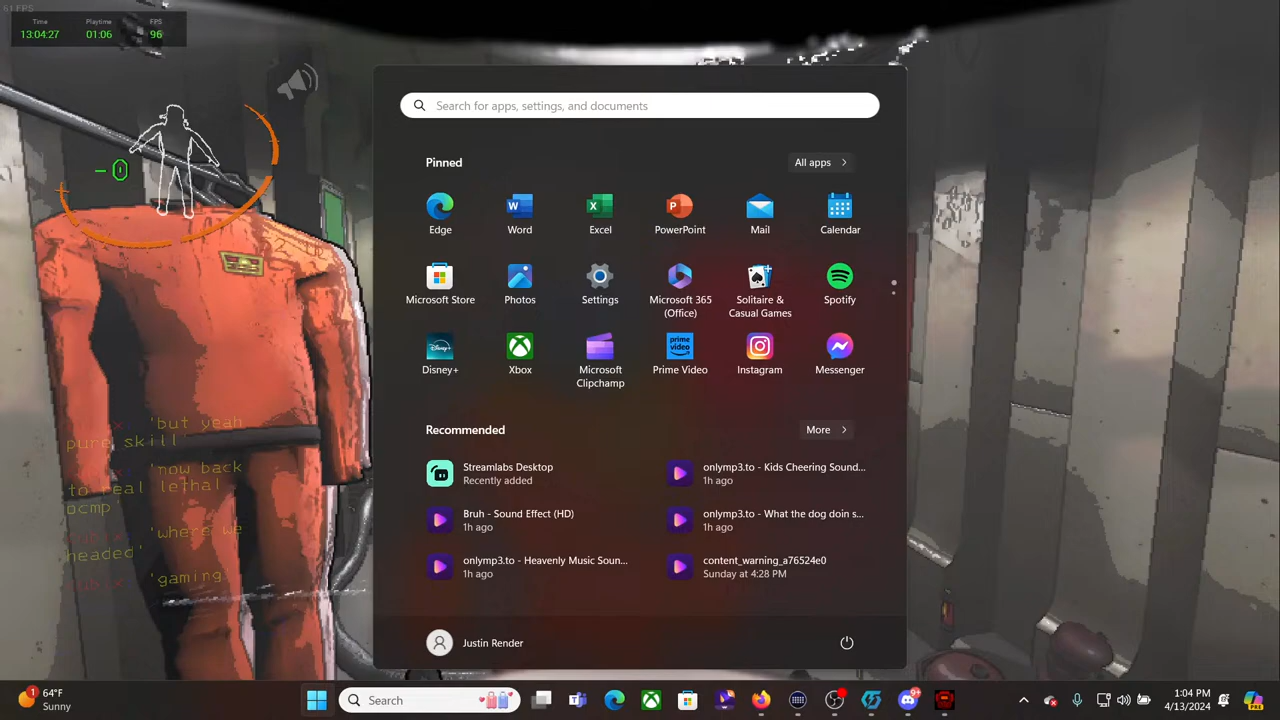 61 FPS
Time
Playtime
FPS
13:04:27
01:06
96
- 0
Search for apps, settings, and documents
Pinned
All apps
Edge
Word
Excel
PowerPoint
Mail
Calendar
Microsoft Store
Photos
Settings
Microsoft 365
(Office)
Solitaire &
Casual Games
Spotify
Disney+
Xbox
Microsoft
Clipchamp
Prime Video
Instagram
Messenger
Recommended
More
Streamlabs Desktop
Recently added
onlymp3.to - Kids Cheering Sound...
1h ago
Bruh - Sound Effect (HD)
1h ago
onlymp3.to - What the dog doin s...
1h ago
onlymp3.to - Heavenly Music Soun...
1h ago
content_warning_a76524e0
Sunday at 4:28 PM
Justin Render
'but yeah
pure skill'
'now back
to real lethal
ocmp'
'where we
headed'
'gaming'
64°F
Sunny
Search
1:04 PM
4/13/2024